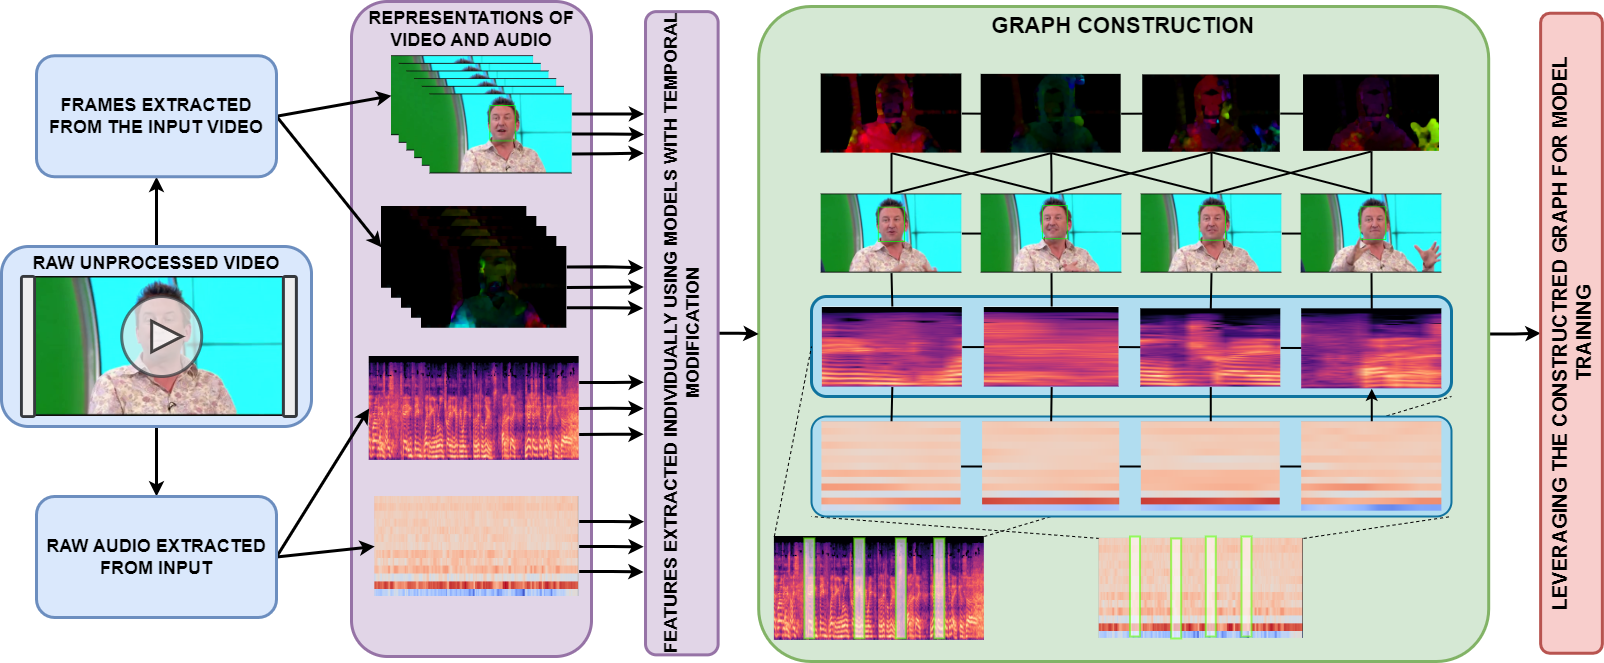 REPRESENTATIONS OF
VIDEO AND AUDIO
FRAMES EXTRACTED
FROM THE INPUT VIDEO
RAW UNPROCESSED VIDEO
RAW AUDIO EXTRACTED
FROM INPUT
FEATURES EXTRACTED INDIVIDUALLY USING MODELS WITH TEMPORAL
MODIFICATION
GRAPH CONSTRUCTION
LEVERAGING THE CONSTRUCTRED GRAPH FOR MODEL
TRAINING